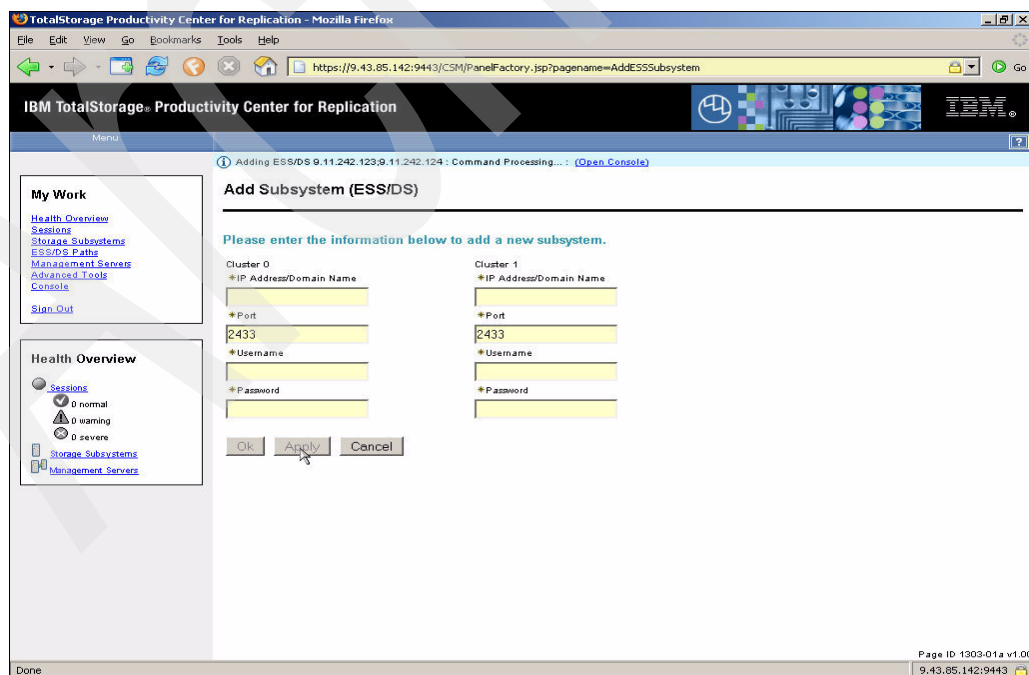 TotalStorage Productivity Center for Replication - Mozilla Firefox
File Edit View Go Bookmarks Tools Help
https://9.43.85.142:9443/CSM/PanelFactory.jsp?pagename=AddESSSubsystem
Go
IBM TotalStorage® Productivity Center for Replication
IBM®
Menu
?
Adding ESS/DS 9.11.242.123;9.11.242.124 : Command Processing... : (Open Console)
My Work
Health Overview
Sessions
Storage Subsystems
ESS/DS Paths
Management Servers
Advanced Tools
Console
Sign Out
Health Overview
Sessions
0 normal
0 warning
0 severe
Storage Subsystems
Management Servers
Add Subsystem (ESS/DS)
Please enter the information below to add a new subsystem.
Cluster 0
*IP Address/Domain Name
*Port
2433
*Username
*Password
Cluster 1
*IP Address/Domain Name
*Port
2433
*Username
*Password
Ok Apply Cancel
Page ID 1303-01a v1.00
Done
9.43.85.142:9443